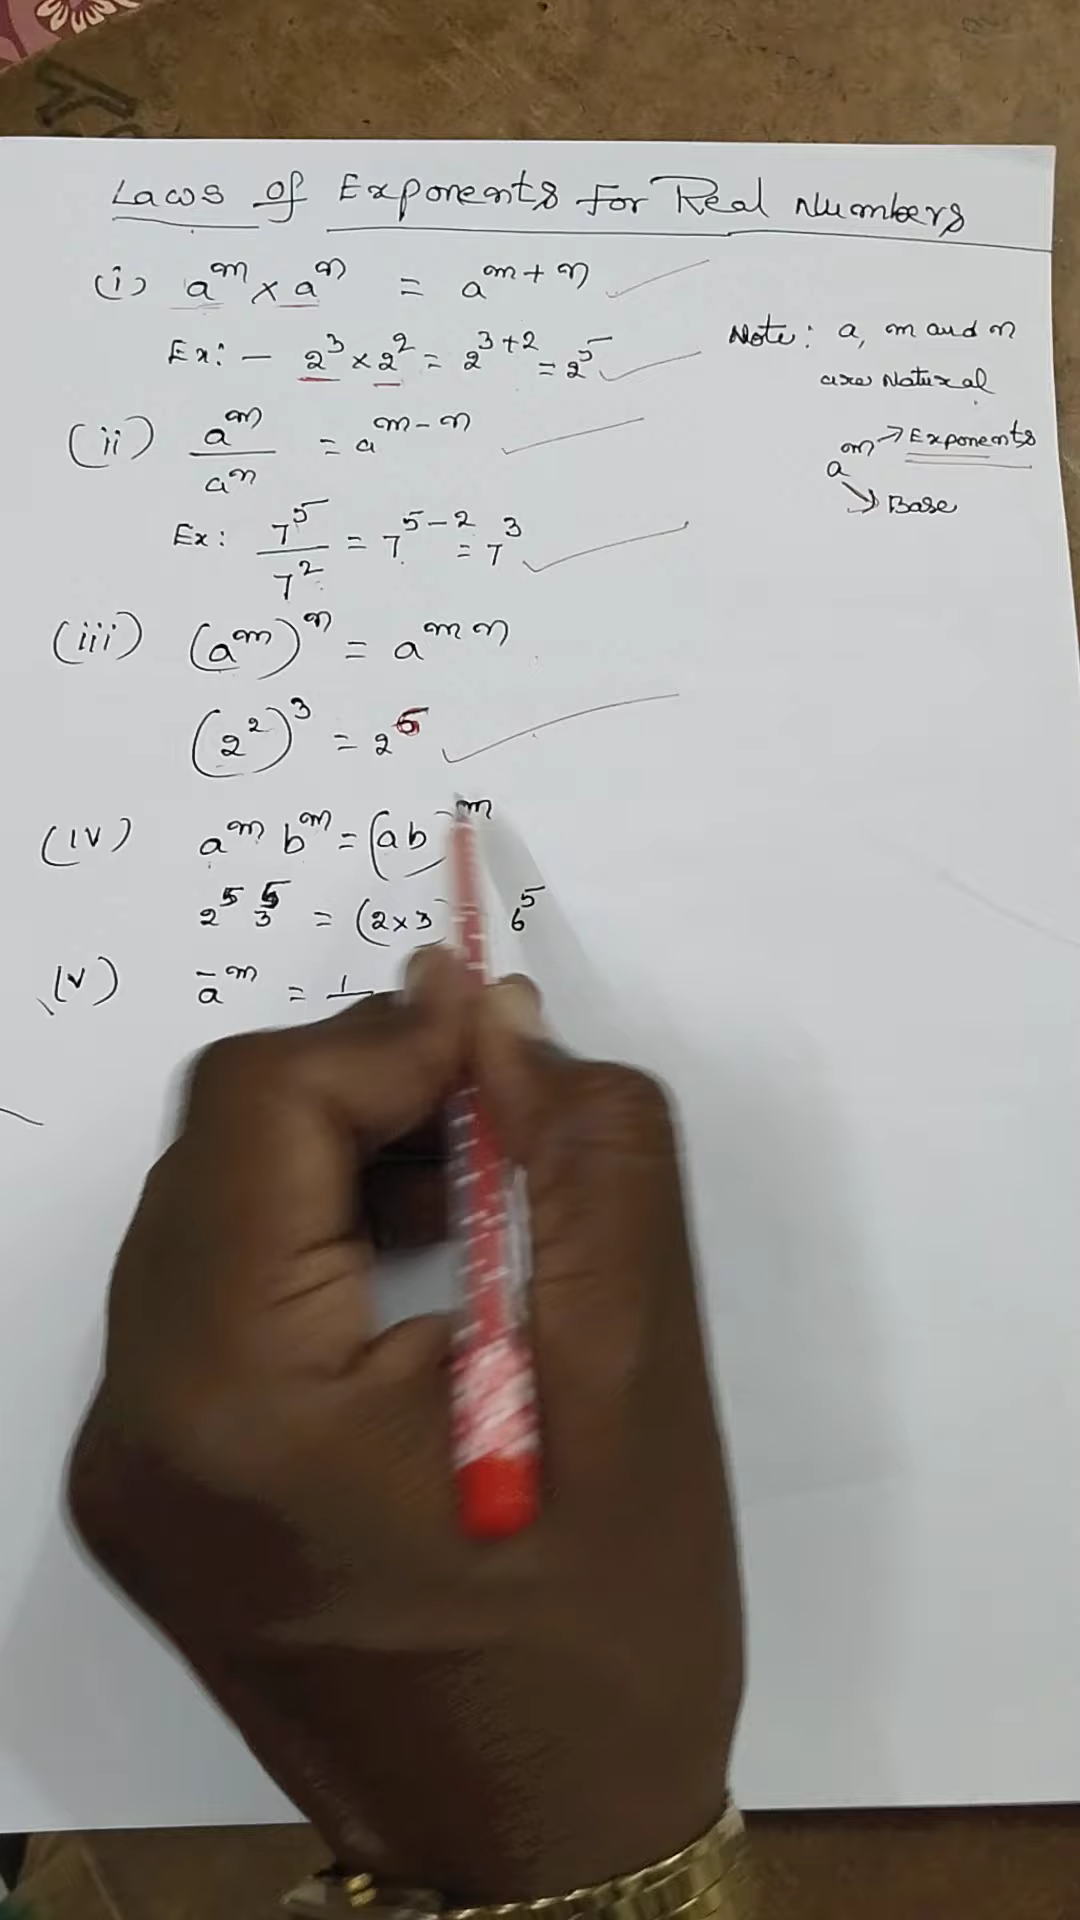 Laws of Exponents for Real Numbers
(i) a^m × a^n = a^{m+n}
Ex: - 2^3 × 2^2 = 2^{3+2} = 2^5
Note: a, m and n
are Natural
a^m → Exponents
↘ Base
(ii) a^m / a^n = a^{m-n}
Ex: 7^5 / 7^2 = 7^{5-2} = 7^3
(iii) (a^m)^n = a^{mn}
(2^2)^3 = 2
(iv) a^m b^m = (ab)^m
2^5 3^5 = (2×3 6^5
(v) a^{-m} = 1